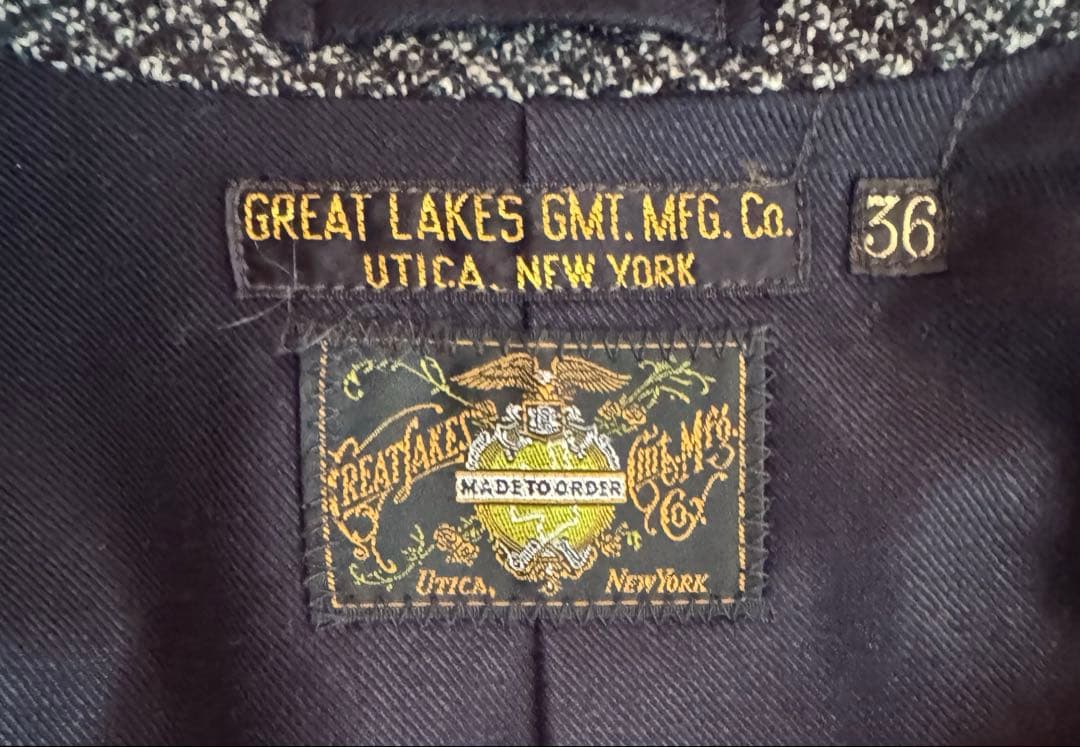 GREAT LAKES GMT. MFG. Co.
UTICA, NEW YORK
36
GREAT LAKES
MADE TO ORDER
Gmt. Mfg.
Co.
UTICA,
NEW YORK